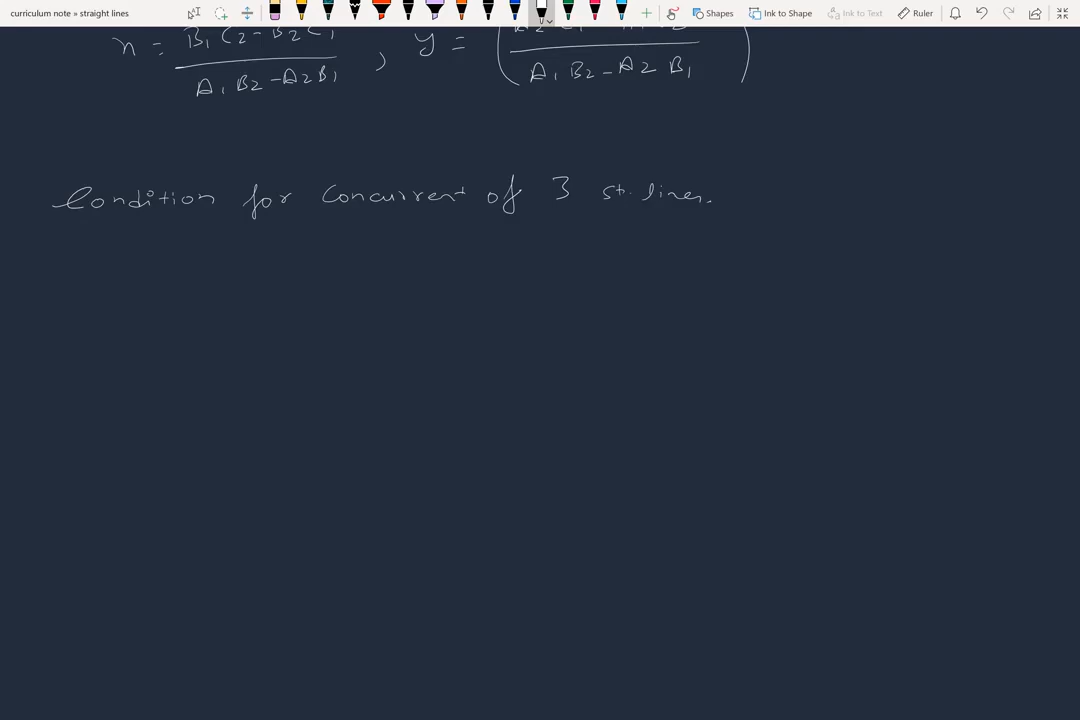 curriculum note » straight lines
Shapes Ink to Shape Ink to Text Ruler
x = B₁C₂ - B₂C₁ / A₁B₂ - A₂B₁ , y = ( / A₁B₂ - A₂B₁ )
Condition for Concurrent of 3 st. lines.